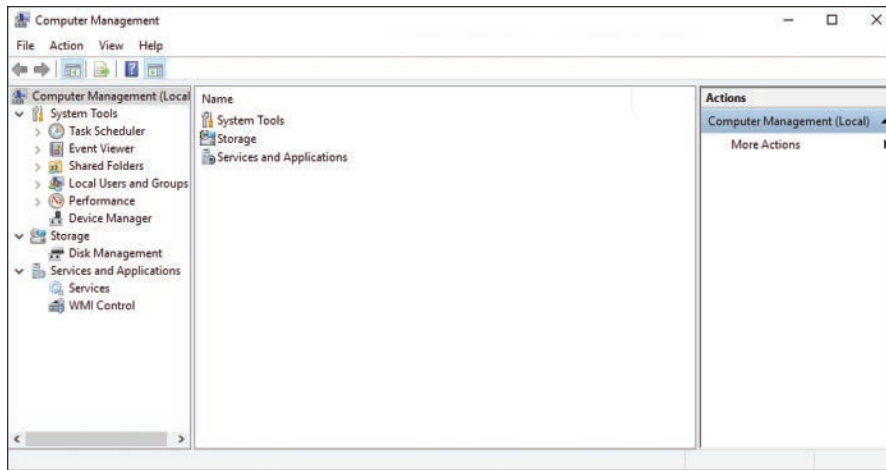 Computer Management
File Action View Help
Computer Management (Local
System Tools
Task Scheduler
Event Viewer
Shared Folders
Local Users and Groups
Performance
Device Manager
Storage
Disk Management
Services and Applications
Services
WMI Control
Name
System Tools
Storage
Services and Applications
Actions
Computer Management (Local)
More Actions